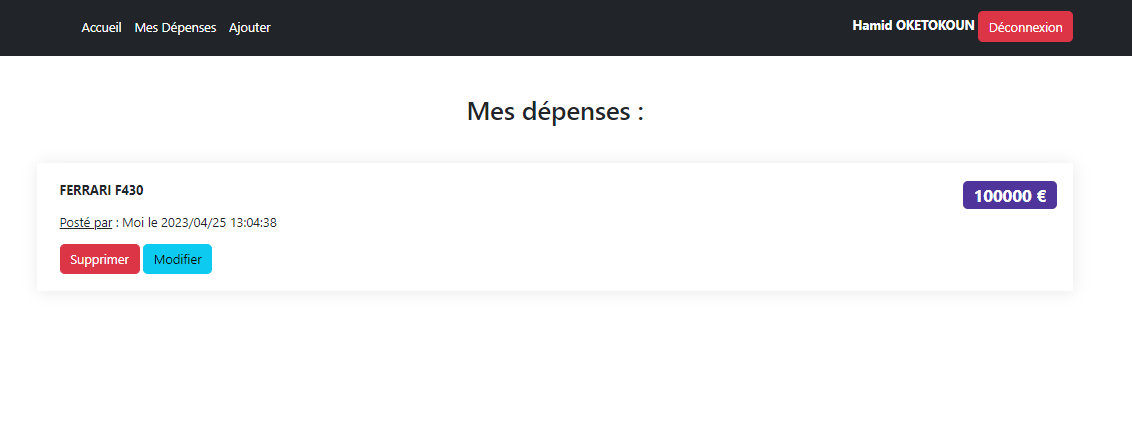 Accueil Mes Dépenses Ajouter Hamid OKETOKOUN Déconnexion
Mes dépenses :
FERRARI F430 100000 €
Posté par : Moi le 2023/04/25 13:04:38
Supprimer Modifier